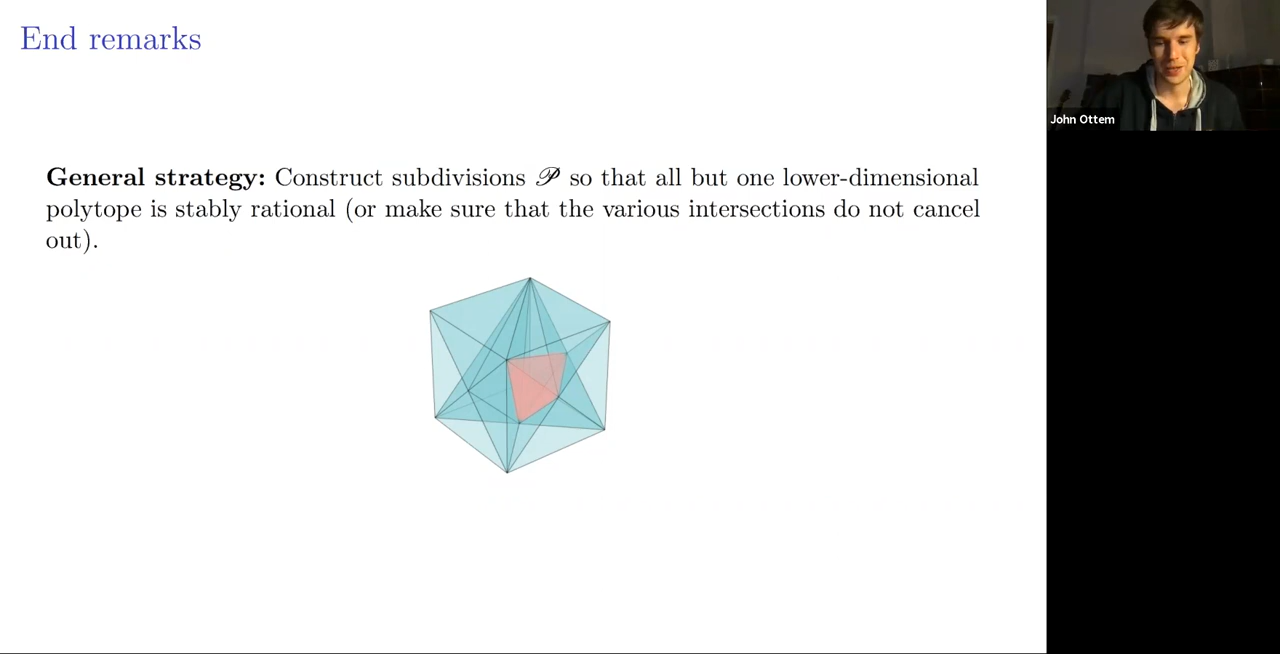 End remarks
General strategy: Construct subdivisions 𝒫 so that all but one lower-dimensional
polytope is stably rational (or make sure that the various intersections do not cancel
out).
John Ottem